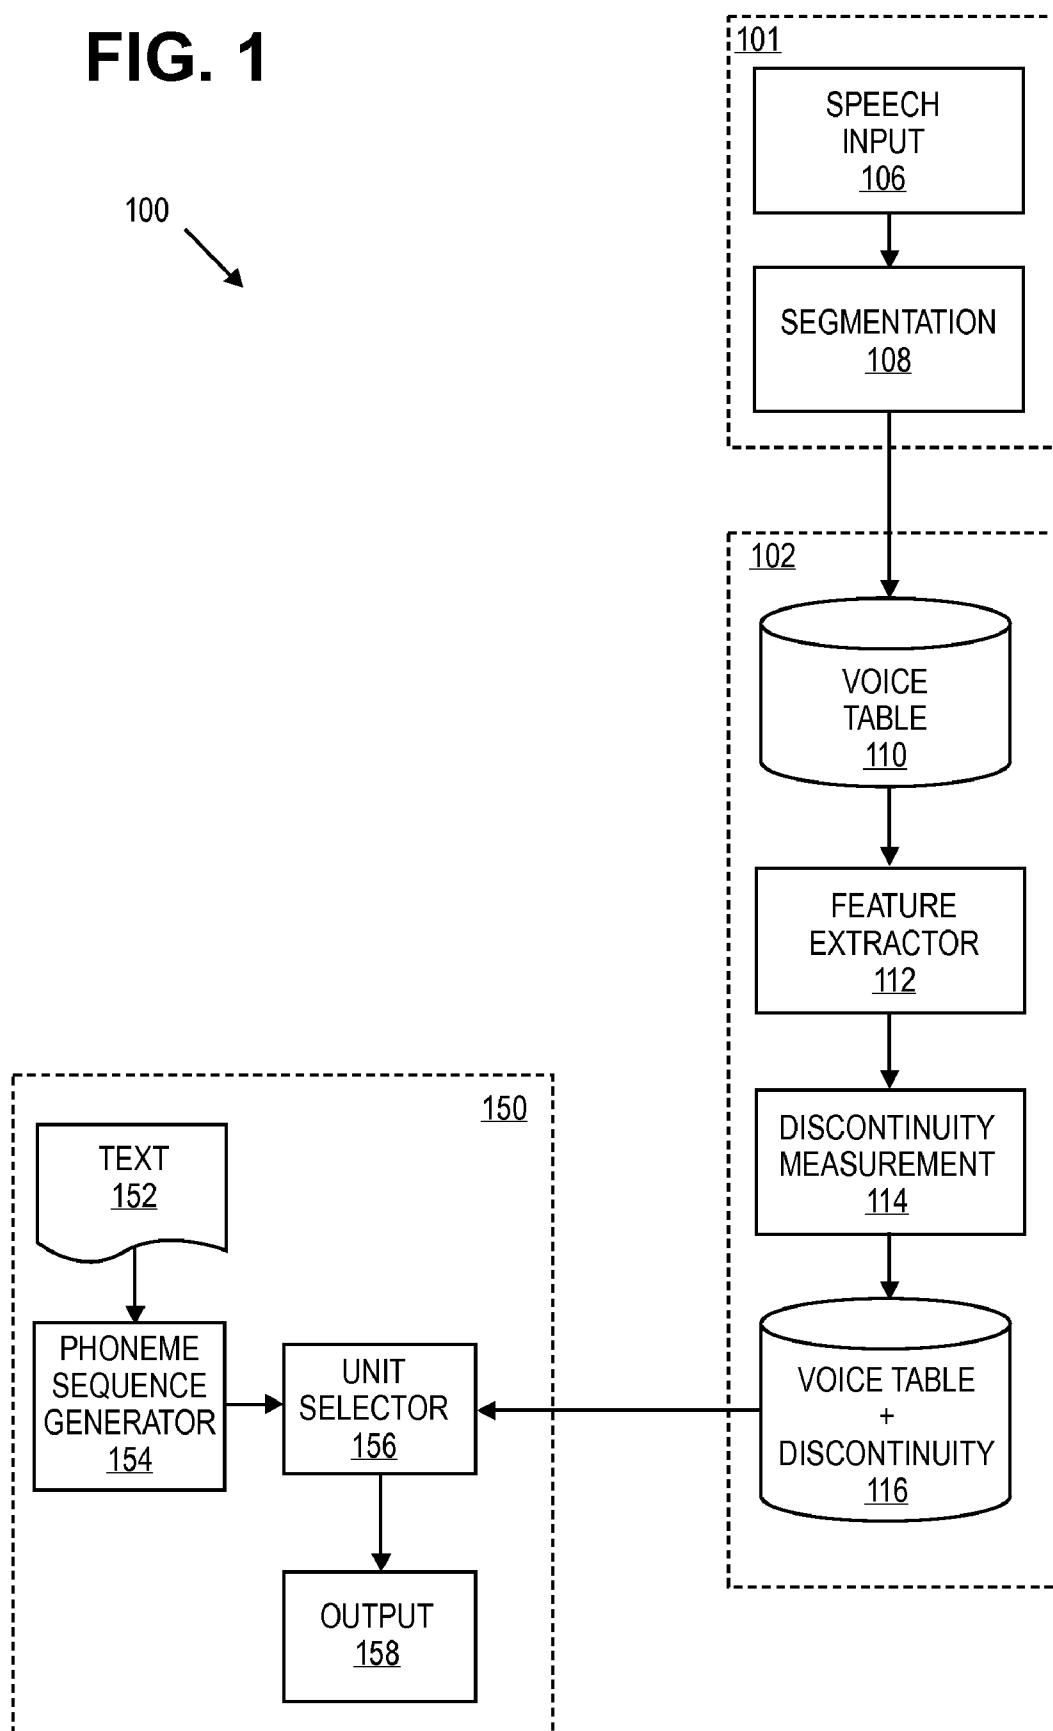 FIG. 1
100
101
SPEECH
INPUT
106
SEGMENTATION
108
102
VOICE
TABLE
110
FEATURE
EXTRACTOR
112
DISCONTINUITY
MEASUREMENT
114
VOICE TABLE
+
DISCONTINUITY
116
150
TEXT
152
PHONEME
SEQUENCE
GENERATOR
154
UNIT
SELECTOR
156
OUTPUT
158